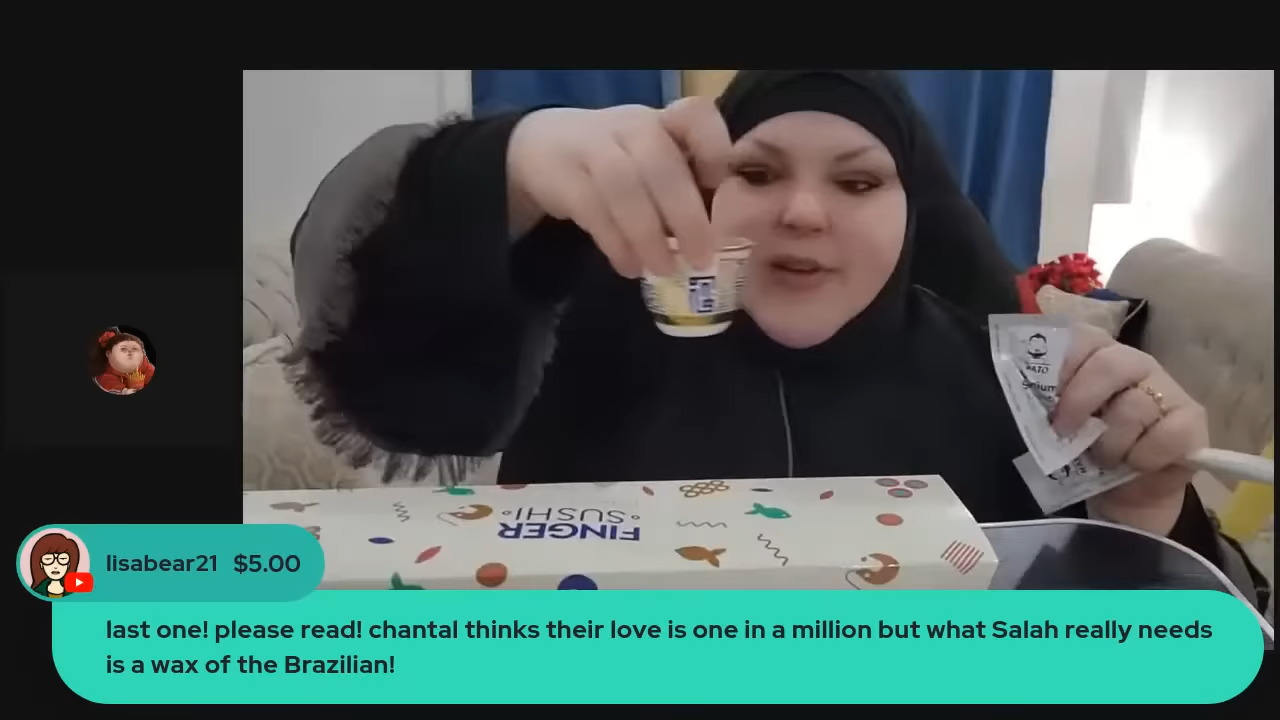 HATO
FINGER
SUSHI
lisabear21 $5.00
last one! please read! chantal thinks their love is one in a million but what Salah really needs
is a wax of the Brazilian!